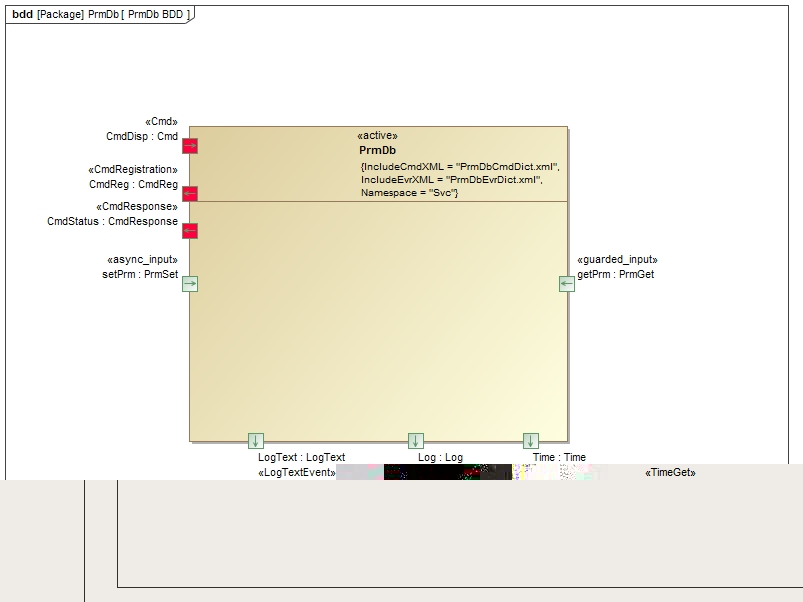 bdd [Package] PrmDb [ PrmDb BDD ]
«Cmd»
CmdDisp : Cmd
«CmdRegistration»
CmdReg : CmdReg
«CmdResponse»
CmdStatus : CmdResponse
«async_input»
setPrm : PrmSet
«active»
PrmDb
{IncludeCmdXML = "PrmDbCmdDict.xml",
IncludeEvrXML = "PrmDbEvrDict.xml",
Namespace = "Svc"}
«guarded_input»
getPrm : PrmGet
LogText : LogText
«LogTextEvent»
Log : Log
Time : Time
«TimeGet»